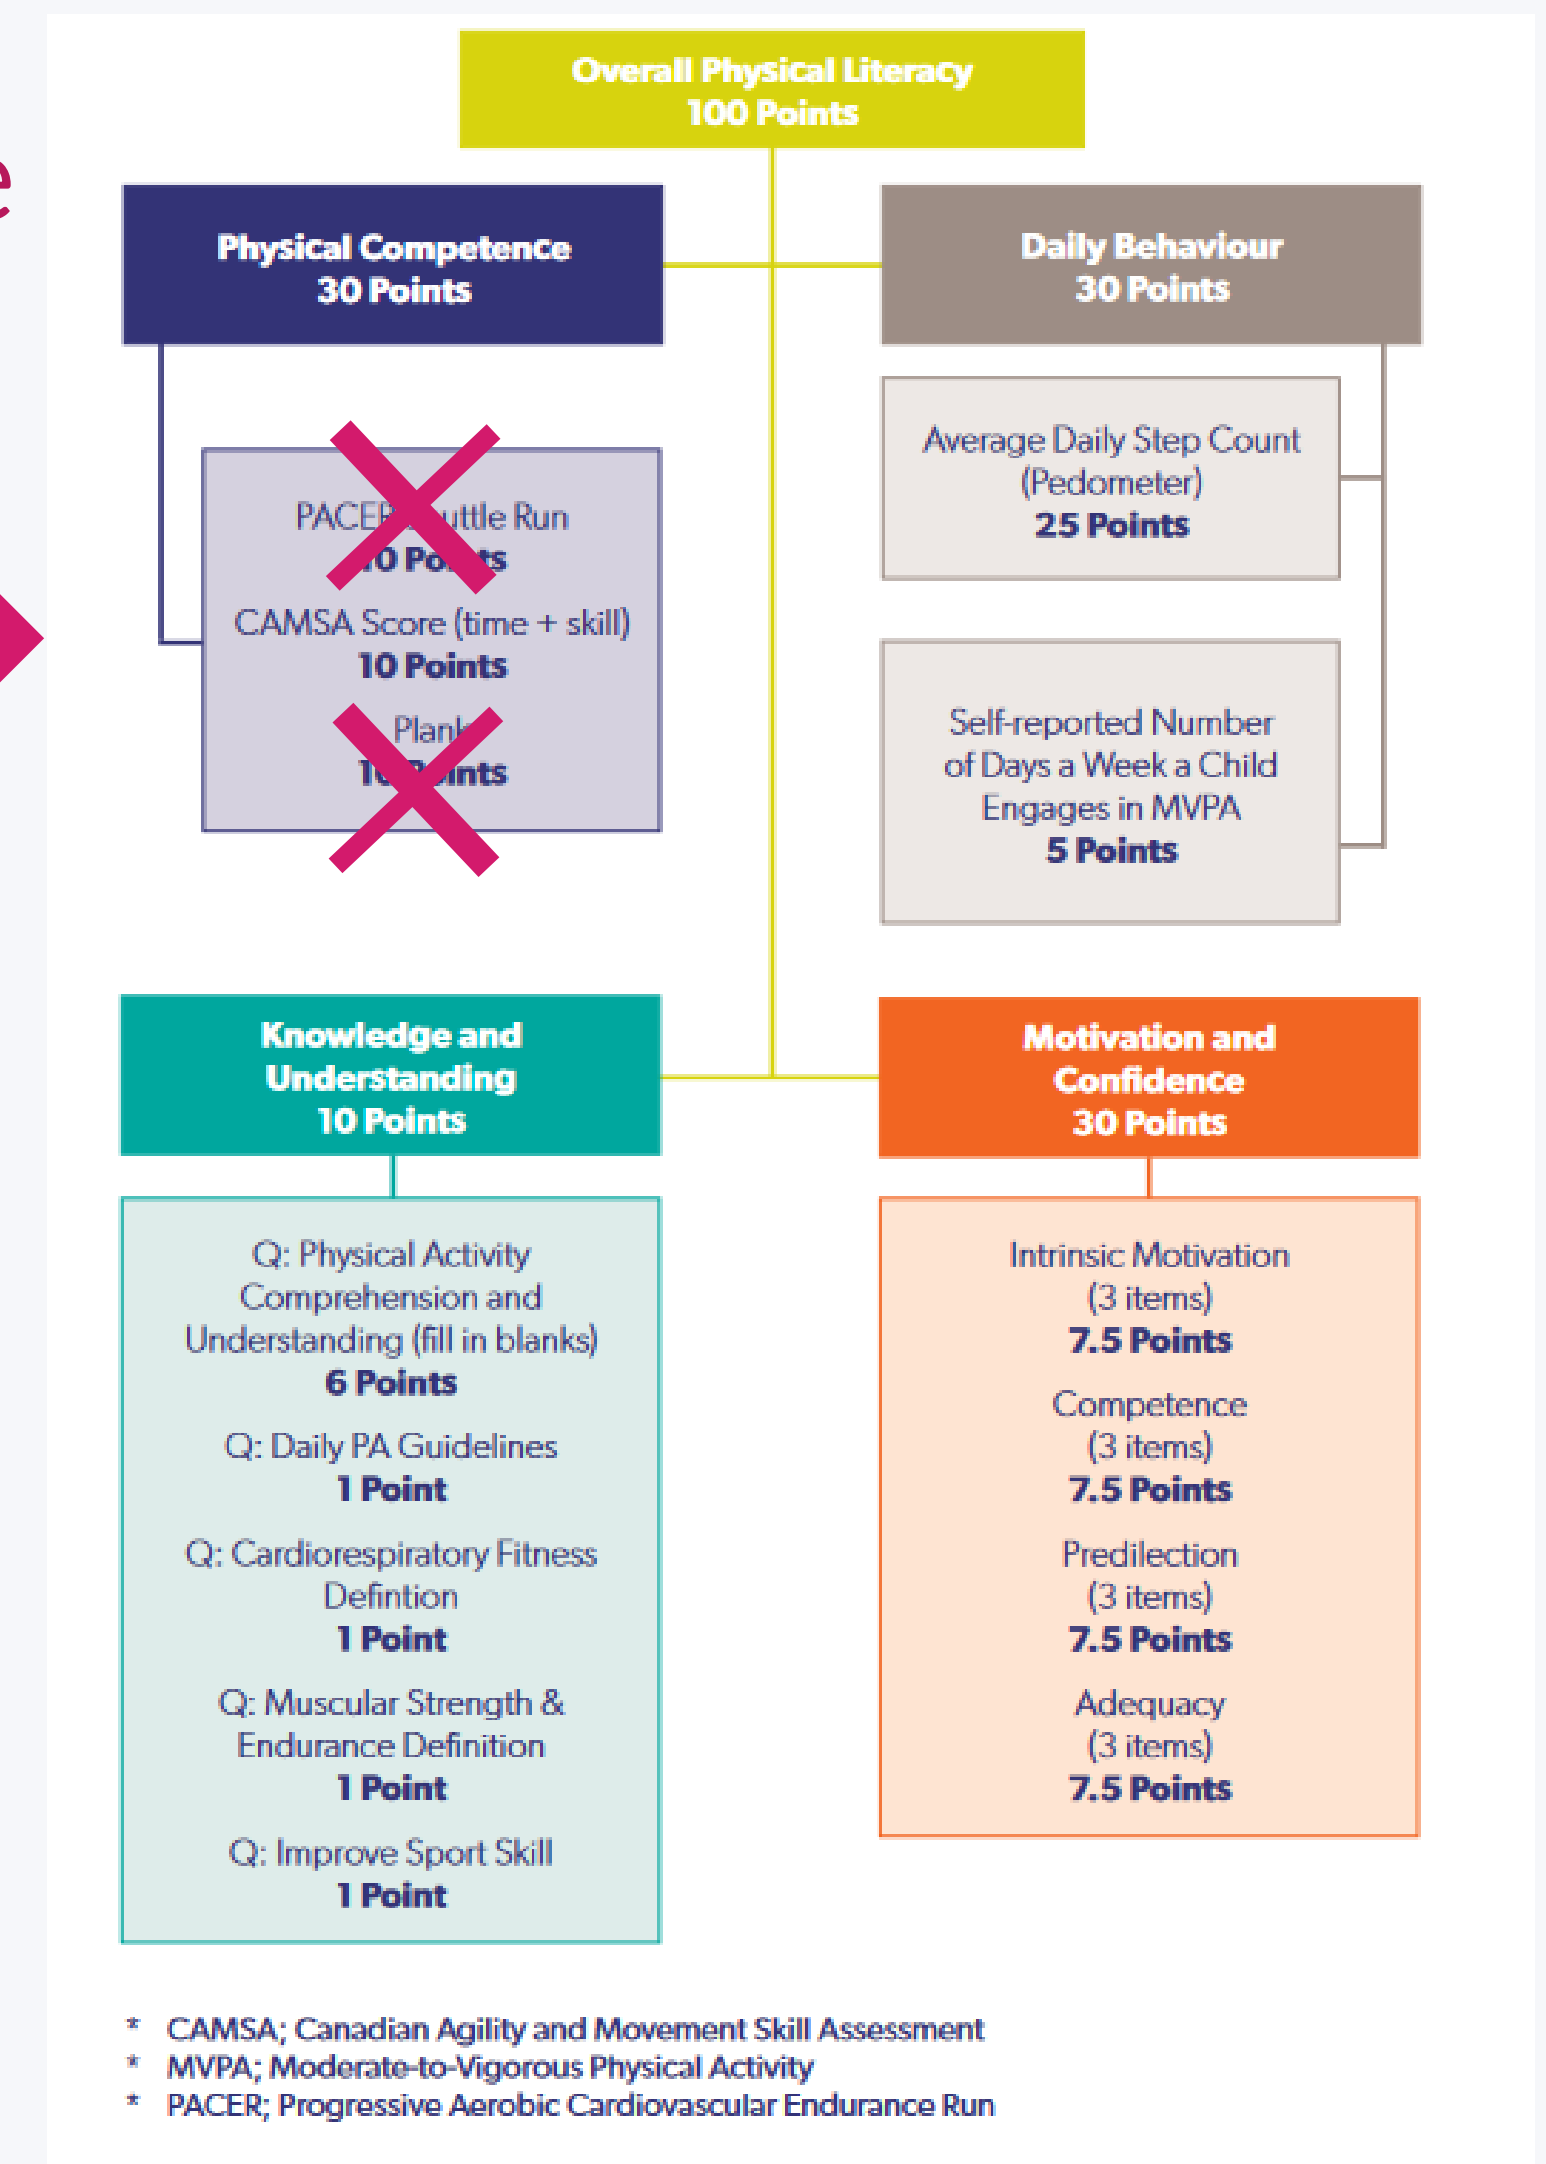 Overall Physical Literacy
100 Points
Physical Competence
30 Points
Daily Behaviour
30 Points
Run
CAMSA Score (time + skill)
10 Points
Average Daily Step Count
(Pedometer)
25 Points
Self-reported Number
of Days a Week a Child
Engages in MVPA
5 Points
Knowledge and
Understanding
10 Points
Q: Physical Activity
Comprehension and
Understanding (fill in blanks)
6 Points
Q: Daily PA Guidelines
1 Point
Q: Cardiorespiratory Fitness
Defintion
1 Point
Q: Muscular Strength &
Endurance Definition
1 Point
Q: Improve Sport Skill
1 Point
Motivation and
Confidence
30 Points
Intrinsic Motivation
(3 items)
7.5 Points
Competence
(3 items)
7.5 Points
Predilection
(3 items)
7.5 Points
Adequacy
(3 items)
7.5 Points
* CAMSA; Canadian Agility and Movement Skill Assessment
* MVPA; Moderate-to-Vigorous Physical Activity
* PACER; Progressive Aerobic Cardiovascular Endurance Run